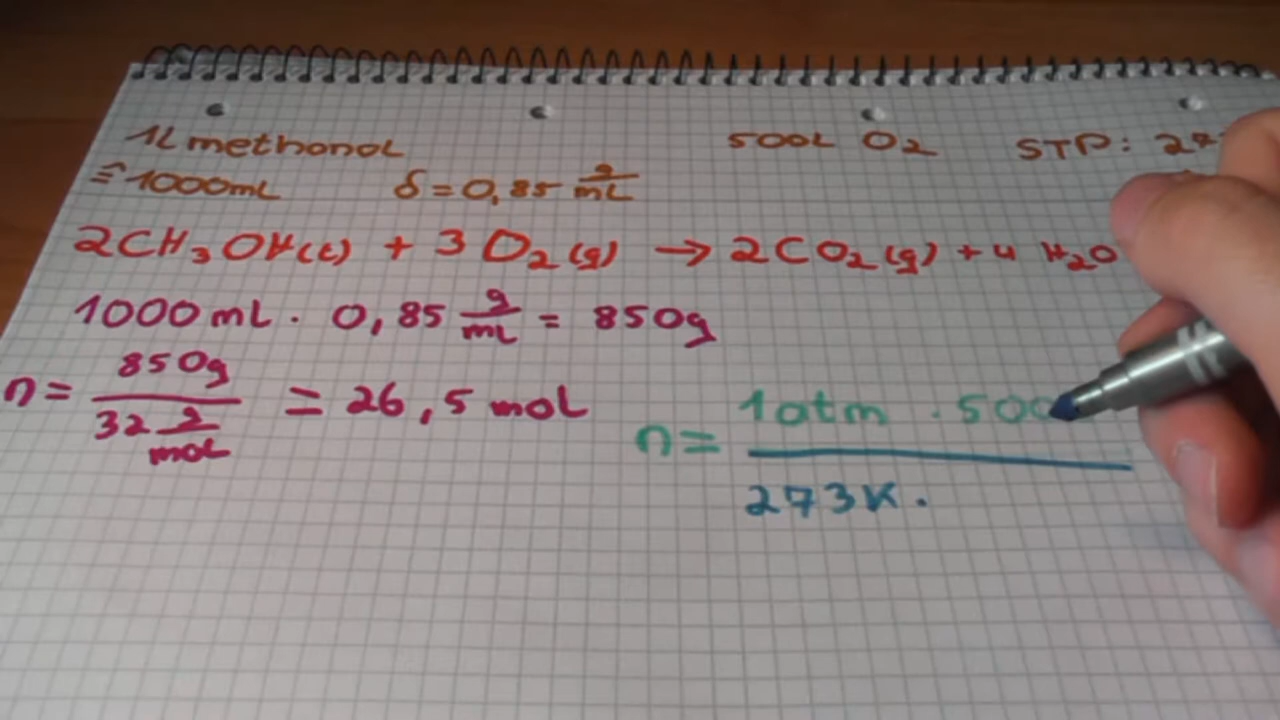 1L methanol 500L O2 STP:
≙ 1000mL δ = 0,85 g/mL
2CH3OH(l) + 3 O2(g) → 2CO2(g) + 4 H2O
1000 mL · 0,85 g/mL = 850g
n = 850g / 32 g/mol = 26,5 mol
n = 1atm · 500 / 273K ·